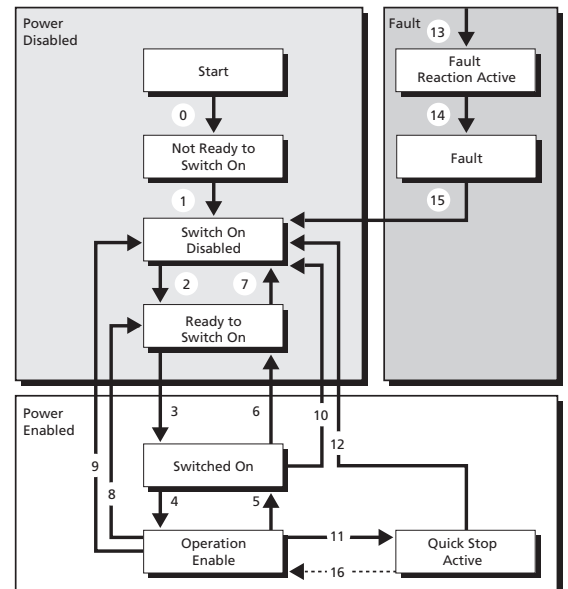 Power
Disabled
Start
0
Not Ready to
Switch On
1
Switch On
Disabled
2
7
Ready to
Switch On
Fault
13
Fault
Reaction Active
14
Fault
15
Power
Enabled
3
6
10
12
9
8
Switched On
4
5
Operation
Enable
11
16
Quick Stop
Active